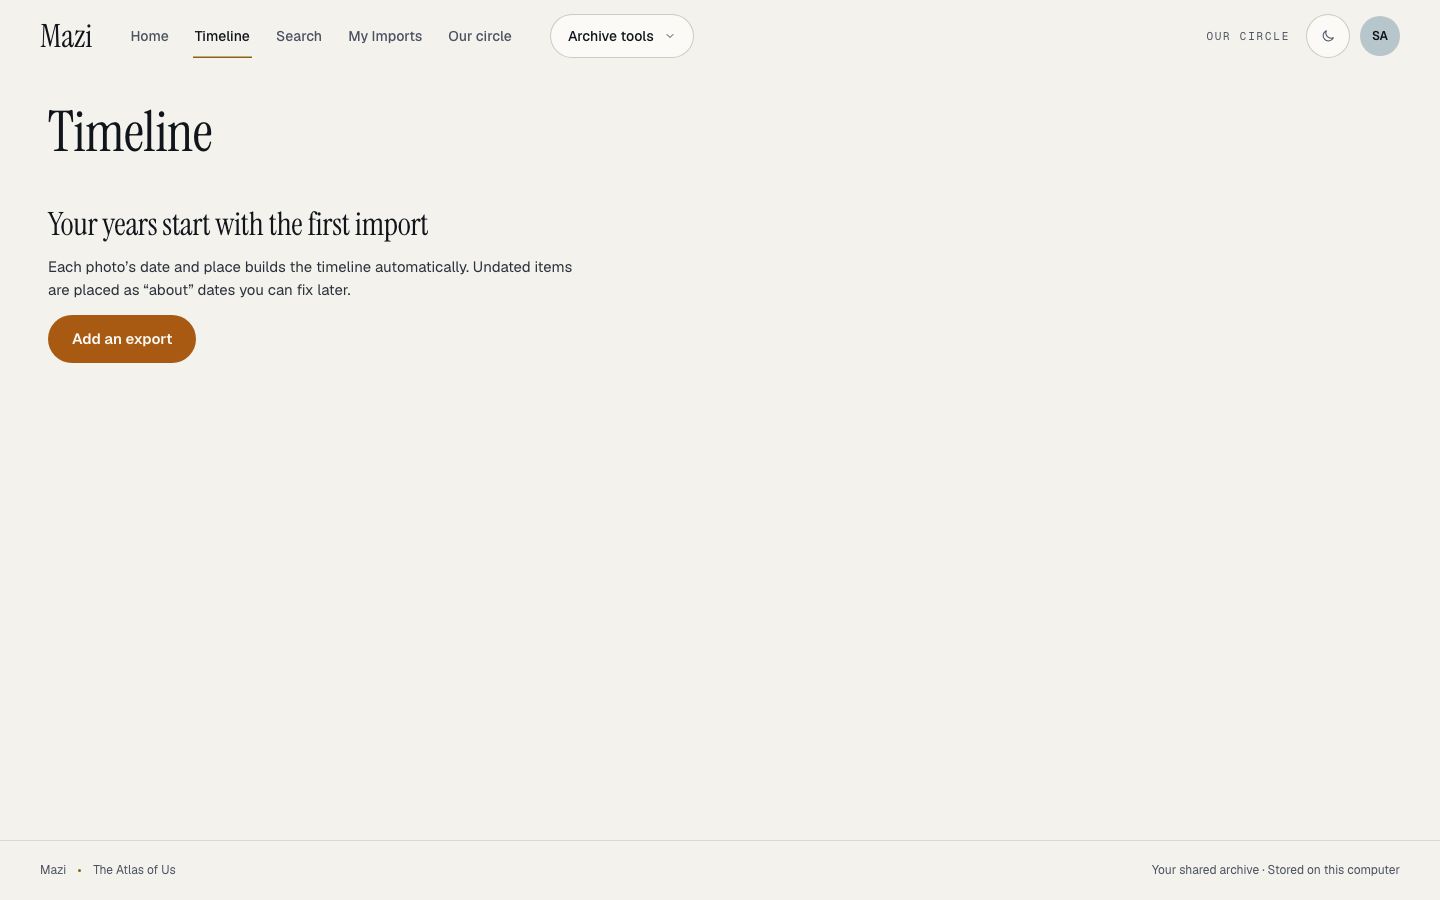 Mazi
Home
Timeline
Search
My Imports
Our circle
Archive tools
OUR CIRCLE
SA
Timeline
Your years start with the first import
Each photo’s date and place builds the timeline automatically. Undated items
are placed as “about” dates you can fix later.
Add an export
Mazi • The Atlas of Us
Your shared archive · Stored on this computer